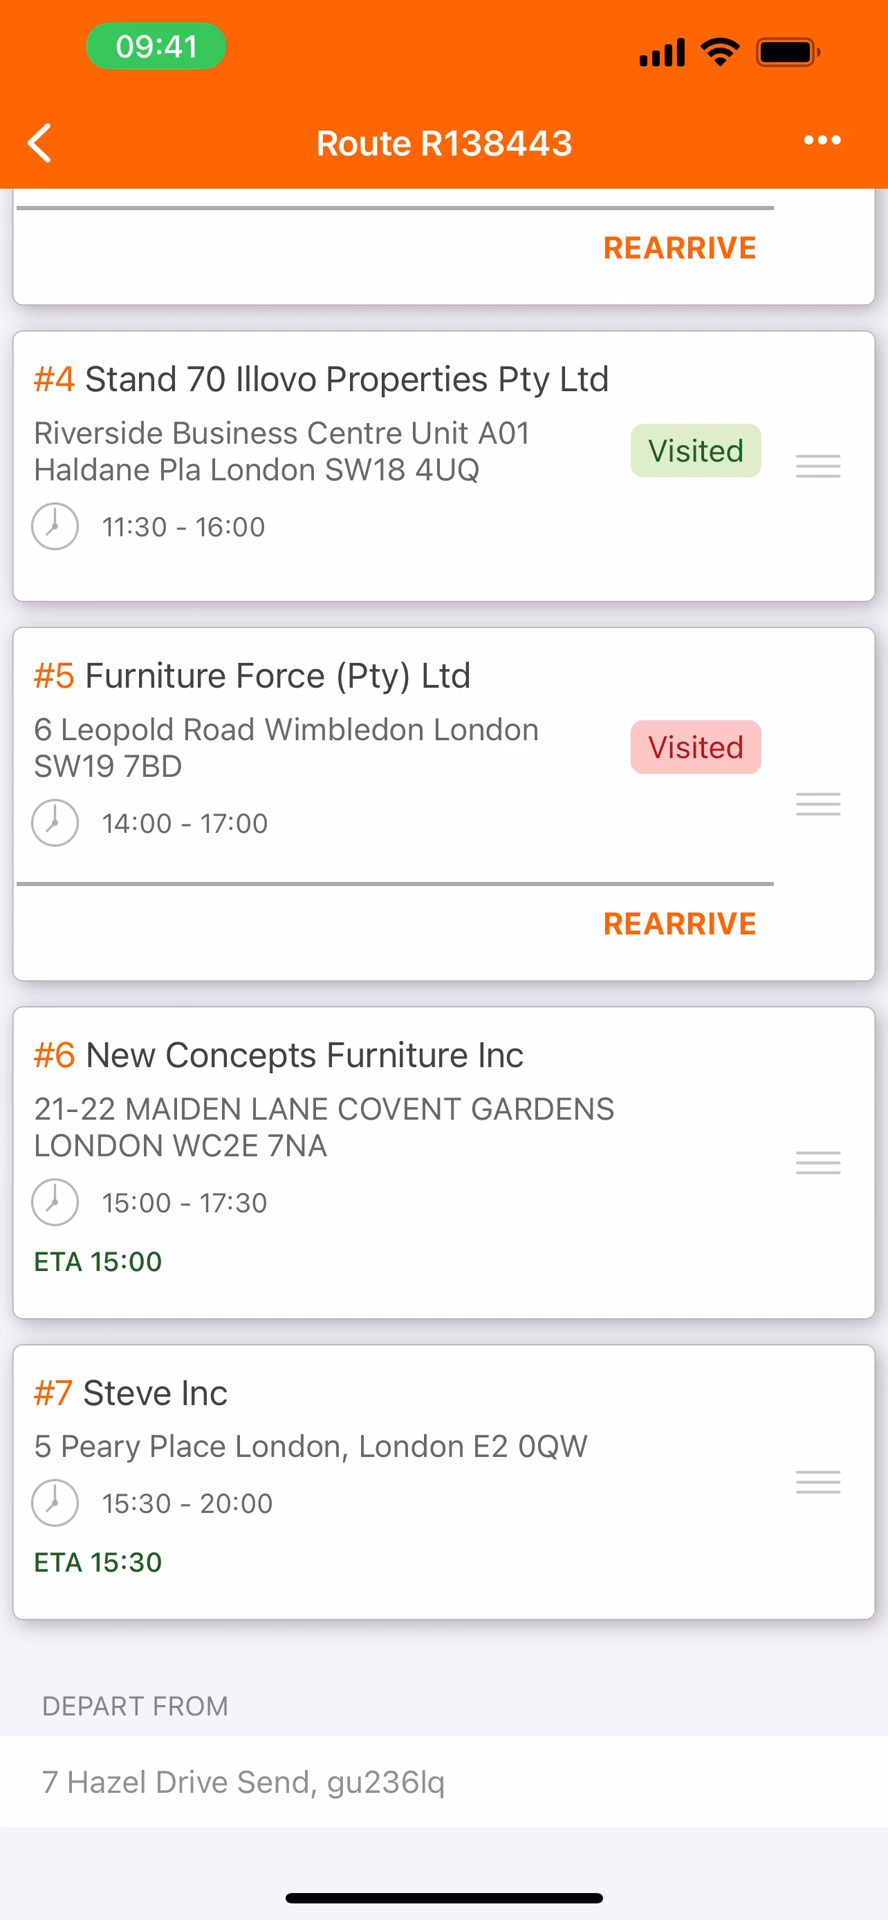 09:41
Route R138443
REARRIVE
#4 Stand 70 Illovo Properties Pty Ltd
Riverside Business Centre Unit A01
Haldane Pla London SW18 4UQ
Visited
11:30 - 16:00
#5 Furniture Force (Pty) Ltd
6 Leopold Road Wimbledon London
SW19 7BD
Visited
14:00 - 17:00
REARRIVE
#6 New Concepts Furniture Inc
21-22 MAIDEN LANE COVENT GARDENS
LONDON WC2E 7NA
15:00 - 17:30
ETA 15:00
#7 Steve Inc
5 Peary Place London, London E2 0QW
15:30 - 20:00
ETA 15:30
DEPART FROM
7 Hazel Drive Send, gu236lq